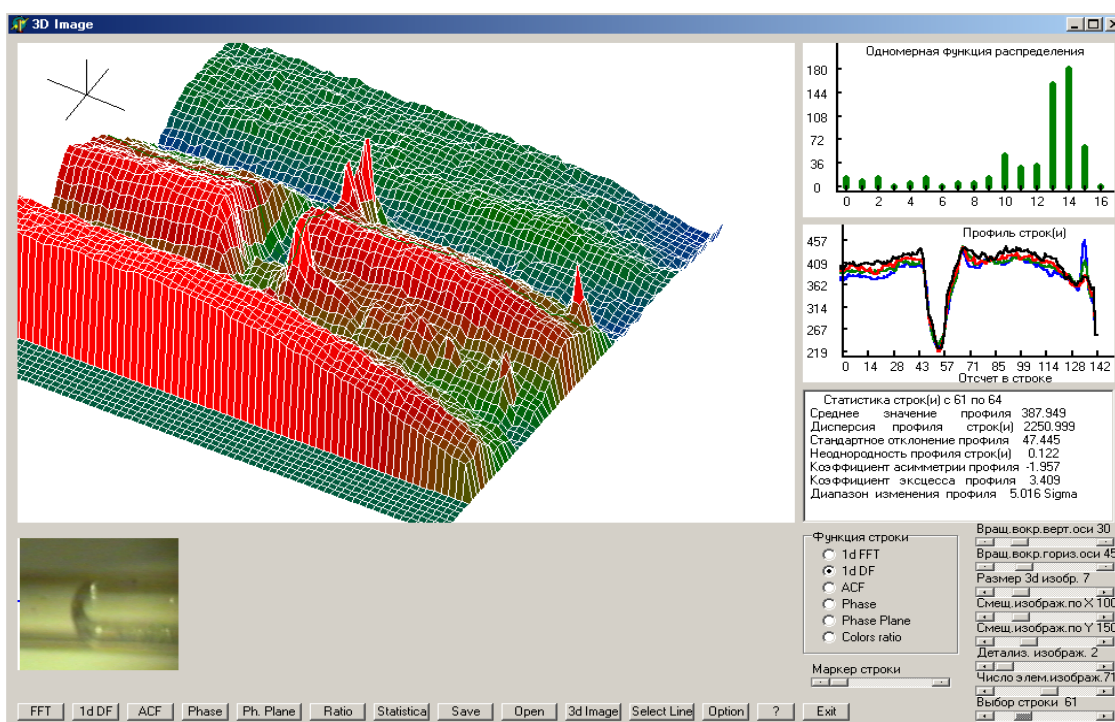 3D Image
Одномерная функция распределения
180
144
108
72
36
0
0 2 4 6 8 10 12 14 16
Профиль строк(и)
457
409
362
314
267
219
0 14 28 43 57 71 85 99 114 128 142
Отсчет в строке
Статистика строк(и) с 61 по 64
Среднее значение профиля 387.949
Дисперсия профиля строк(и) 2250.999
Стандартное отклонение профиля 47.445
Неоднородность профиля строк(и) 0.122
Коэффициент асимметрии профиля -1.957
Коэффициент эксцесса профиля 3.409
Диапазон изменения профиля 5.016 Sigma
Функция строки
1d FFT
1d DF
ACF
Phase
Phase Plane
Colors ratio
Маркер строки
Вращ.вокр.верт.оси 30
Вращ.вокр.гориз.оси 45
Размер 3d изобр. 7
Смещ.изображ.по X 100
Смещ.изображ.по Y 150
Детализ. изображ. 2
Число элем.изображ.71
Выбор строки 61
FFT 1d DF ACF Phase Ph. Plane Ratio Statistica Save Open 3d Image Select Line Option ? Exit